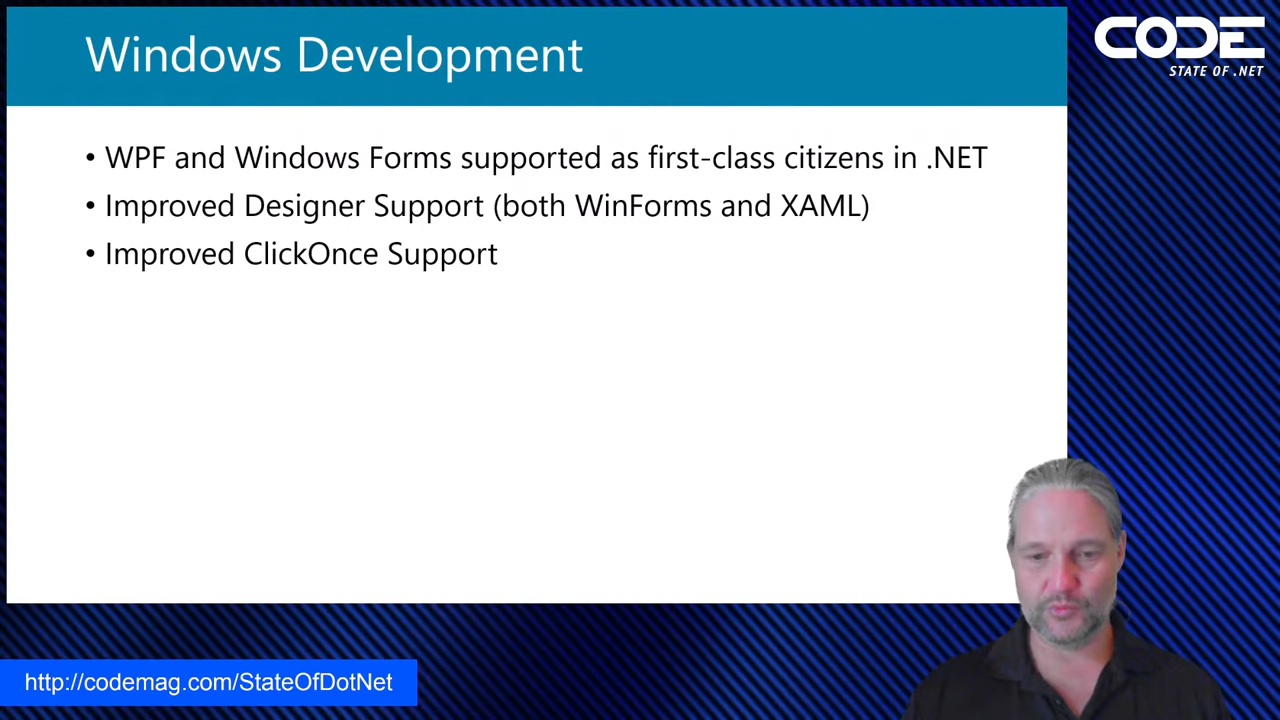 Windows Development
CODE
STATE OF .NET
• WPF and Windows Forms supported as first-class citizens in .NET
• Improved Designer Support (both WinForms and XAML)
• Improved ClickOnce Support
http://codemag.com/StateOfDotNet